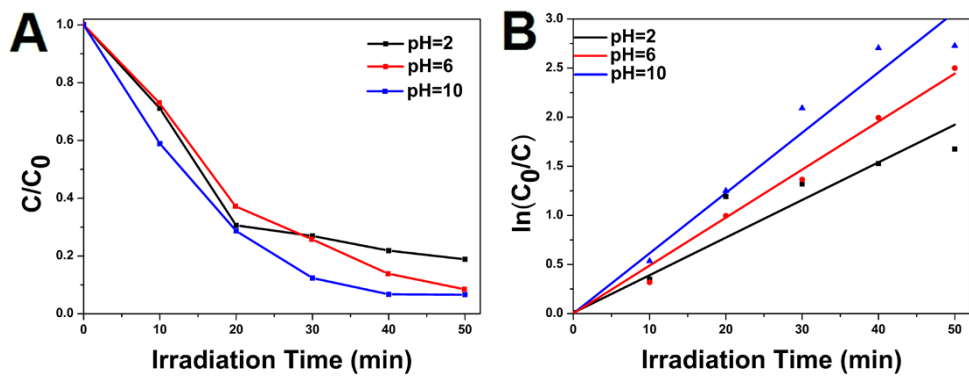 A
C/C0
1.0
0.8
0.6
0.4
0.2
0.0
pH=2
pH=6
pH=10
0 10 20 30 40 50
Irradiation Time (min)
B
ln(C0/C)
3.0
2.5
2.0
1.5
1.0
0.5
0.0
pH=2
pH=6
pH=10
0 10 20 30 40 50
Irradiation Time (min)